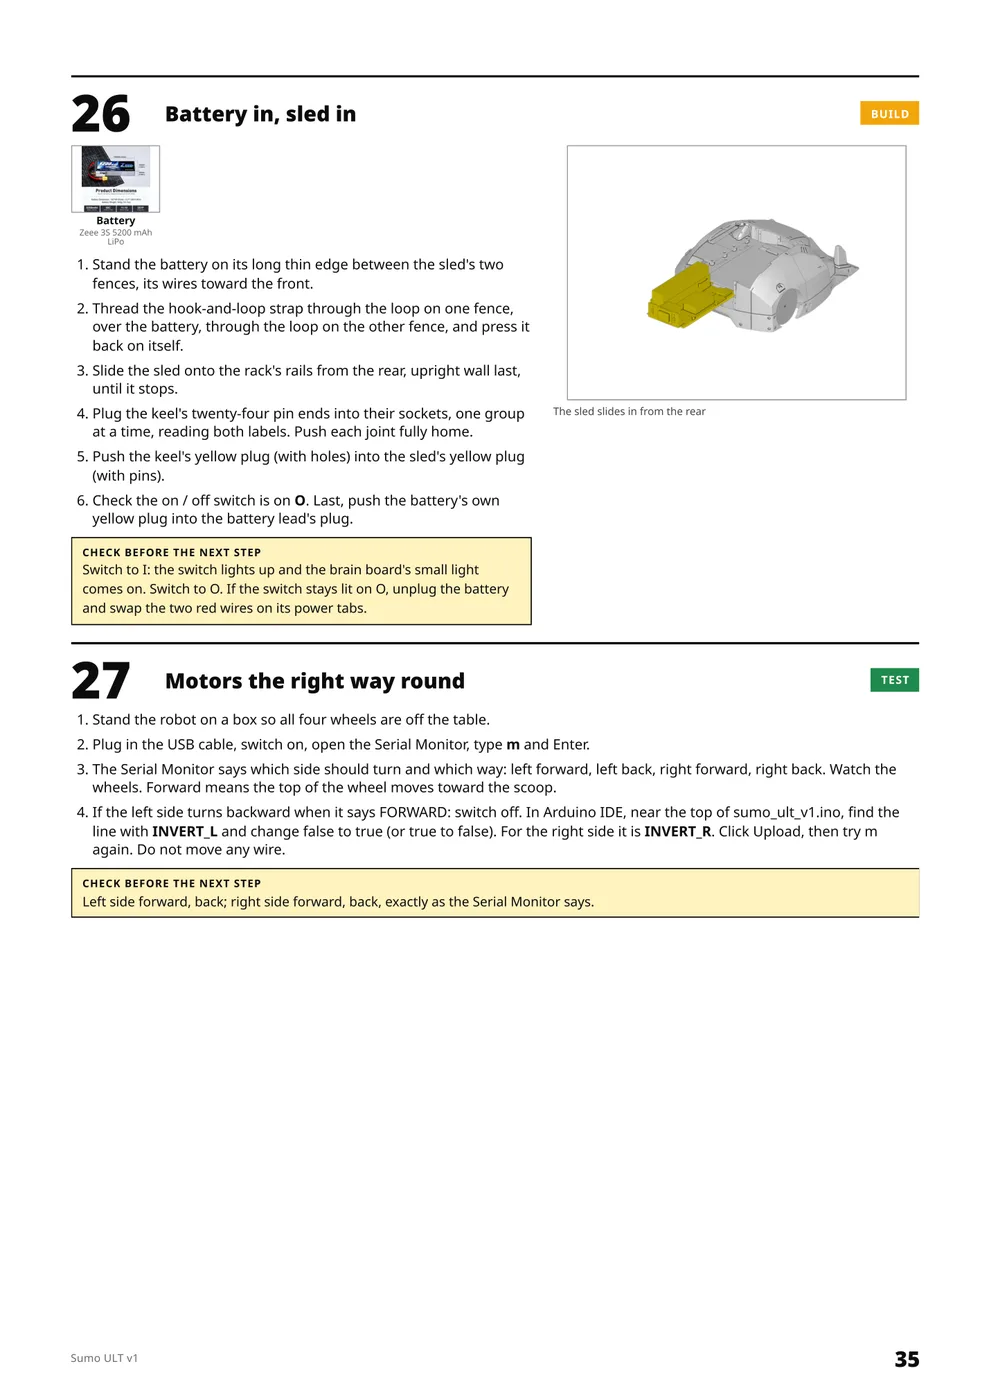 26
Battery in, sled in
BUILD
Product Dimensions
Battery
Zeee 3S 5200 mAh
LiPo
1. Stand the battery on its long thin edge between the sled's two
fences, its wires toward the front.
2. Thread the hook-and-loop strap through the loop on one fence,
over the battery, through the loop on the other fence, and press it
back on itself.
3. Slide the sled onto the rack's rails from the rear, upright wall last,
until it stops.
4. Plug the keel's twenty-four pin ends into their sockets, one group
at a time, reading both labels. Push each joint fully home.
5. Push the keel's yellow plug (with holes) into the sled's yellow plug
(with pins).
6. Check the on / off switch is on O. Last, push the battery's own
yellow plug into the battery lead's plug.
The sled slides in from the rear
CHECK BEFORE THE NEXT STEP
Switch to I: the switch lights up and the brain board's small light
comes on. Switch to O. If the switch stays lit on O, unplug the battery
and swap the two red wires on its power tabs.
27
Motors the right way round
TEST
1. Stand the robot on a box so all four wheels are off the table.
2. Plug in the USB cable, switch on, open the Serial Monitor, type m and Enter.
3. The Serial Monitor says which side should turn and which way: left forward, left back, right forward, right back. Watch the
wheels. Forward means the top of the wheel moves toward the scoop.
4. If the left side turns backward when it says FORWARD: switch off. In Arduino IDE, near the top of sumo_ult_v1.ino, find the
line with INVERT_L and change false to true (or true to false). For the right side it is INVERT_R. Click Upload, then try m
again. Do not move any wire.
CHECK BEFORE THE NEXT STEP
Left side forward, back; right side forward, back, exactly as the Serial Monitor says.
Sumo ULT v1
35